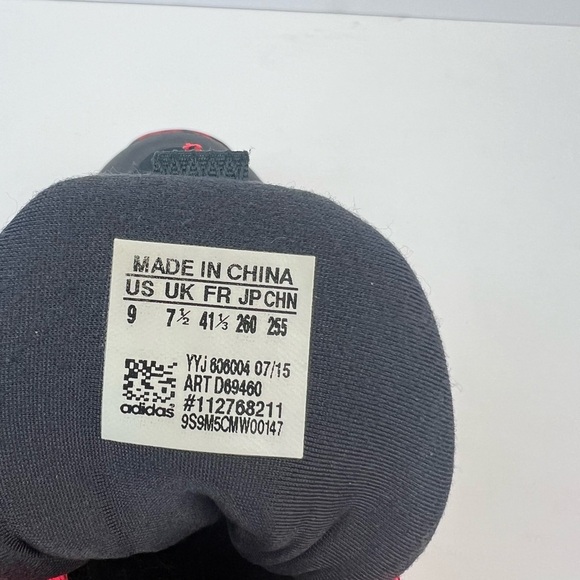 MADE IN CHINA
US UK FR JP CHN
9 7½ 41⅓ 260 255
YYJ 606004 07/15
ART D69460
#112768211
adidas 9S9M5CMW00147